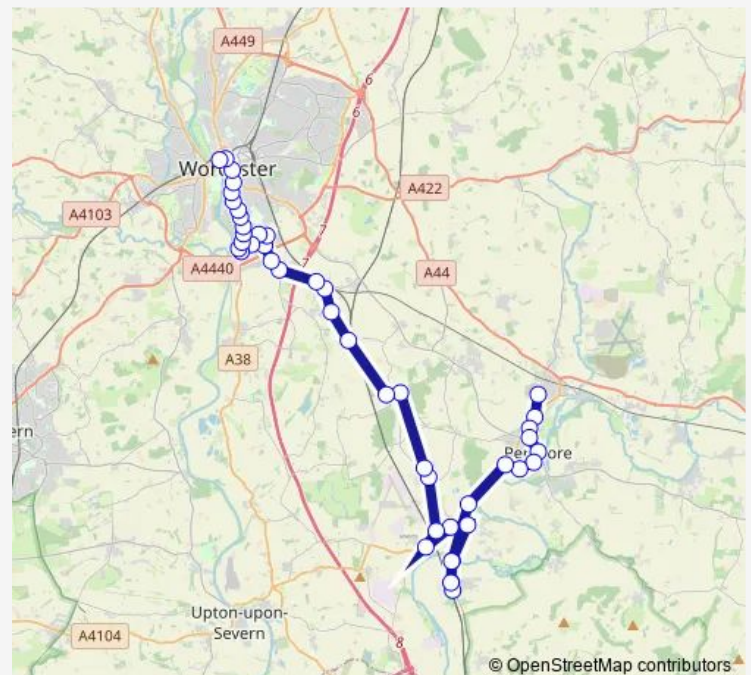 A449
6
6
Worcester
A422
A4103
7
7
A4440
A44
A38
ern
Pershore
Upton-upon-
Severn
A4104
8
© OpenStreetMap contributors